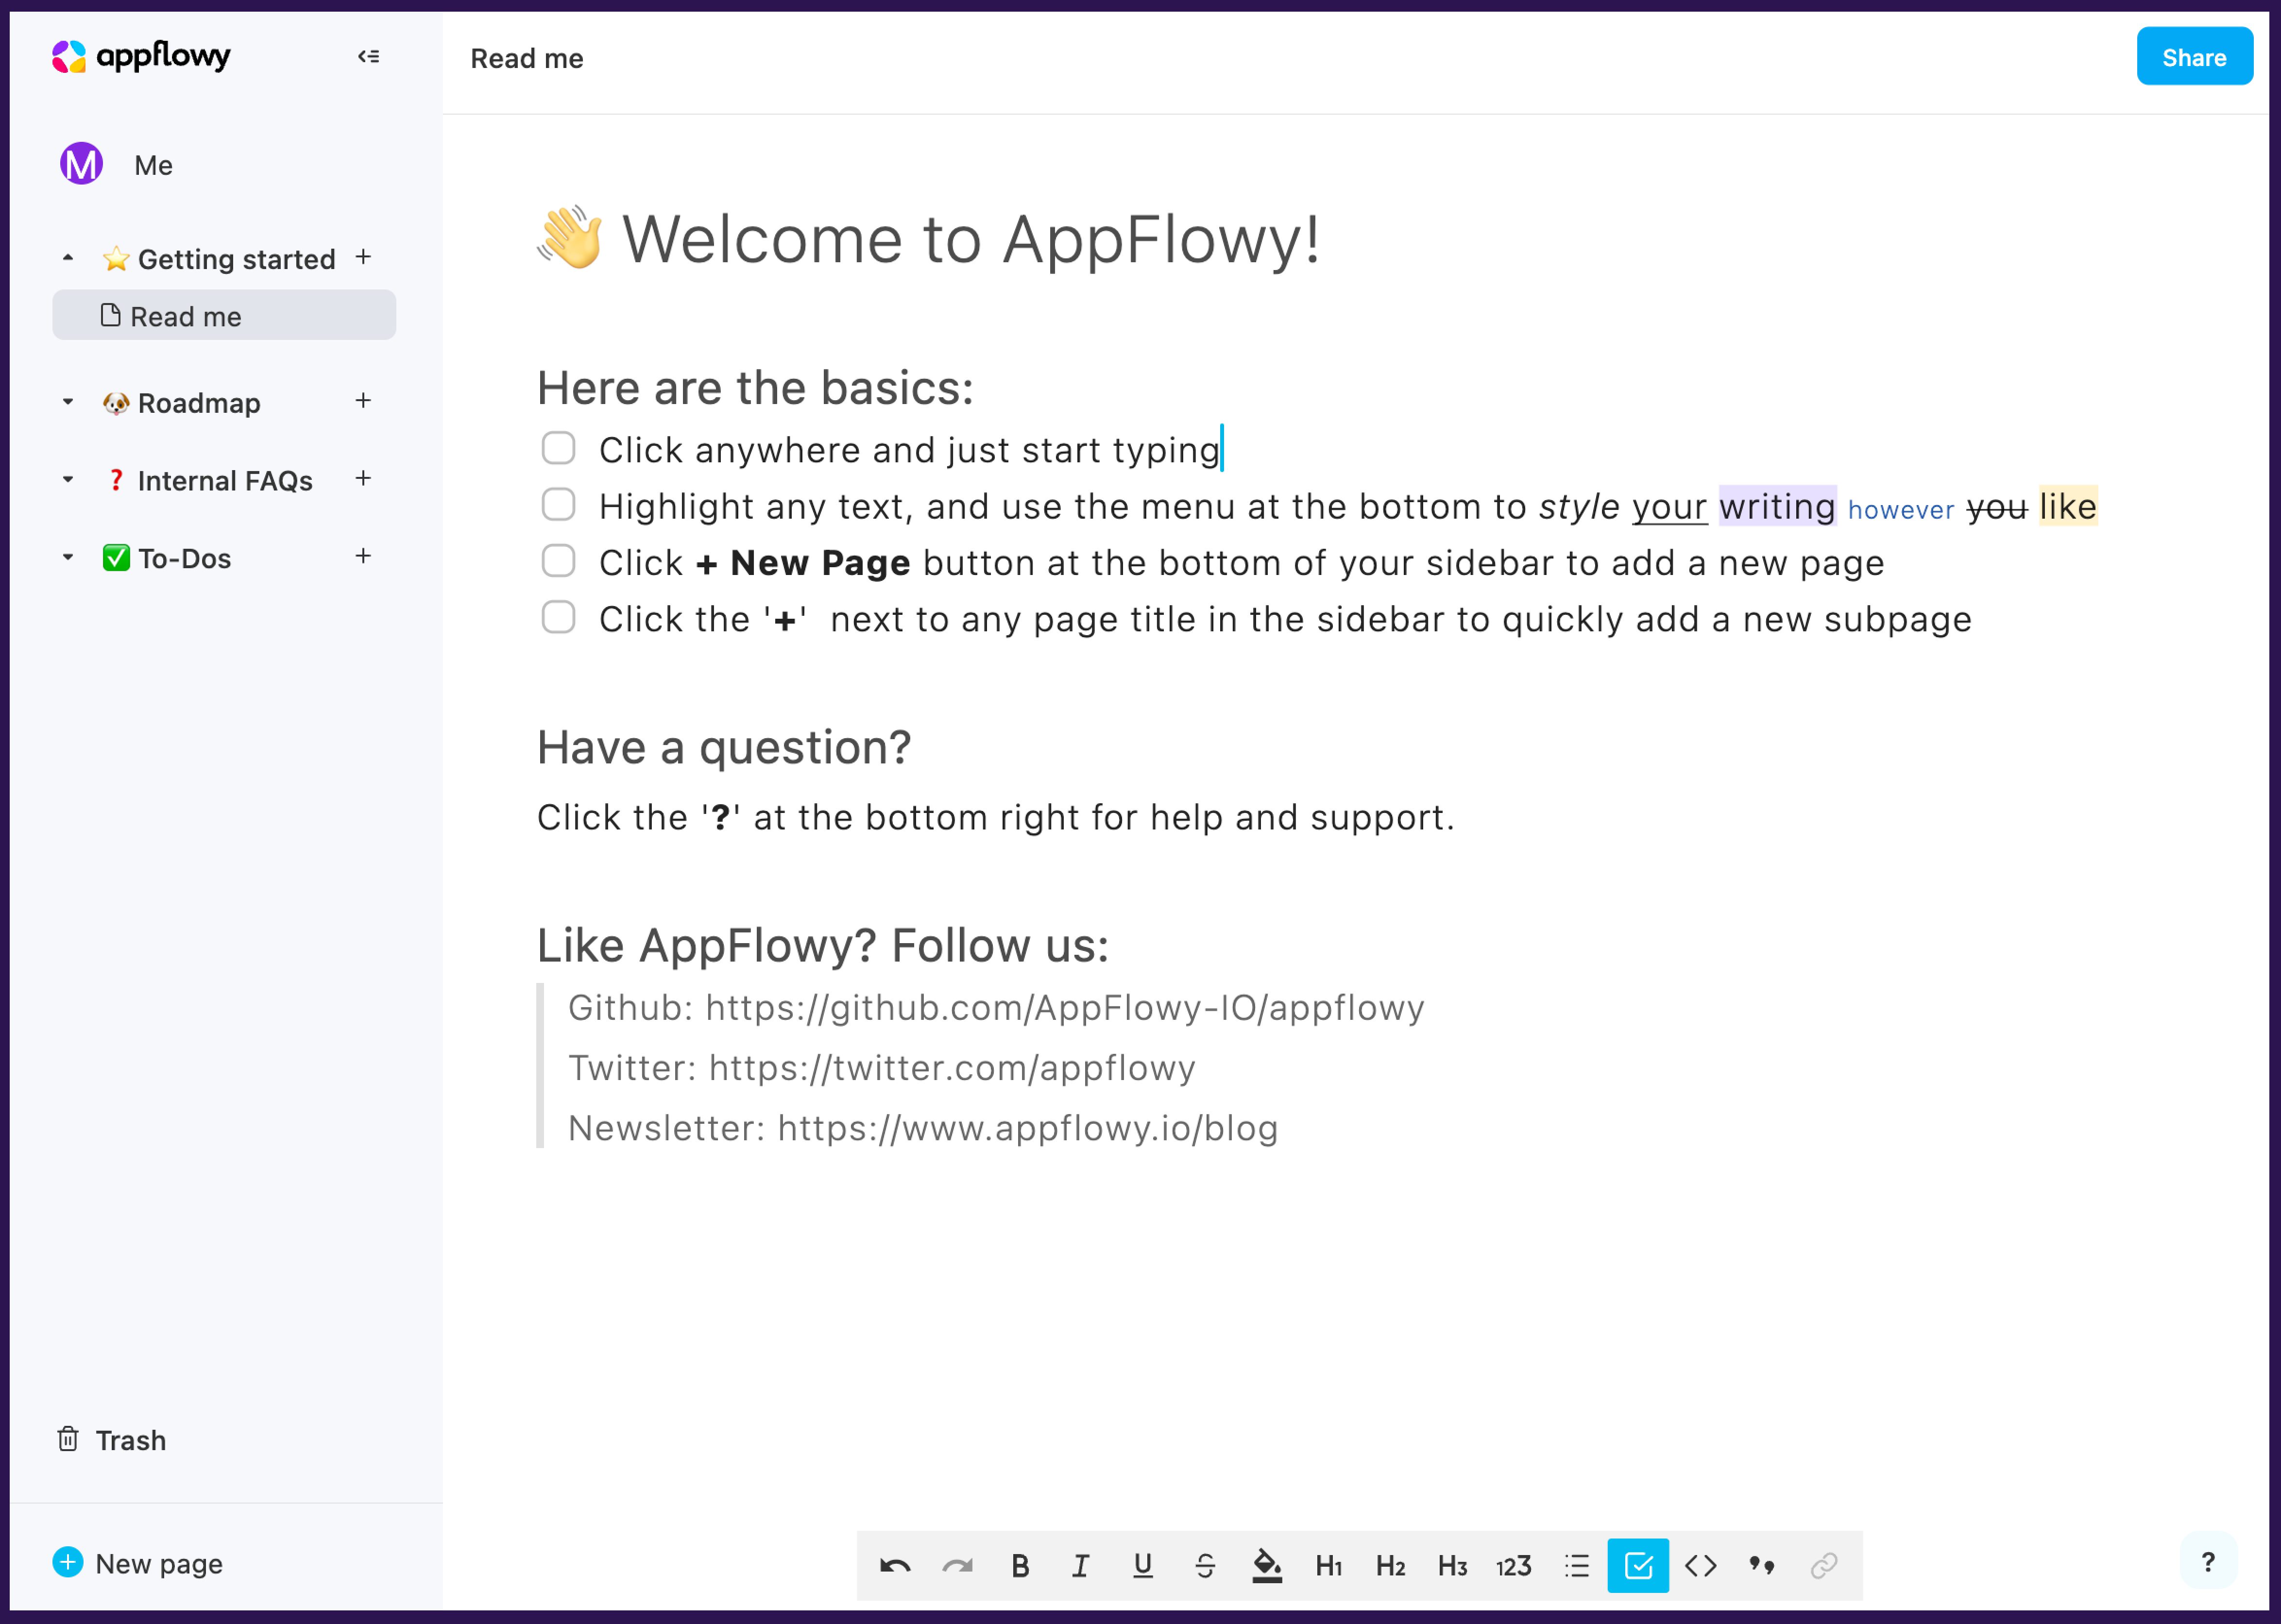 appflowy
Read me
Share
M Me
⭐ Getting started +
Read me
🐶 Roadmap +
❓ Internal FAQs +
✅ To-Dos +
👋 Welcome to AppFlowy!
Here are the basics:
Click anywhere and just start typing
Highlight any text, and use the menu at the bottom to style your writing however you like
Click + New Page button at the bottom of your sidebar to add a new page
Click the '+'  next to any page title in the sidebar to quickly add a new subpage
Have a question?
Click the '?' at the bottom right for help and support.
Like AppFlowy? Follow us:
Github: https://github.com/AppFlowy-IO/appflowy
Twitter: https://twitter.com/appflowy
Newsletter: https://www.appflowy.io/blog
Trash
New page
B I U S H1 H2 H3 123 <> ?